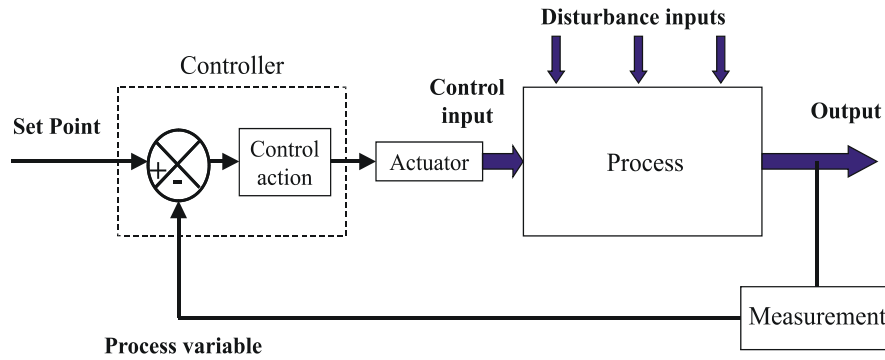 Disturbance inputs
Controller
Control
input
Set Point
Output
+
-
Control
action
Actuator
Process
Measurement
Process variable